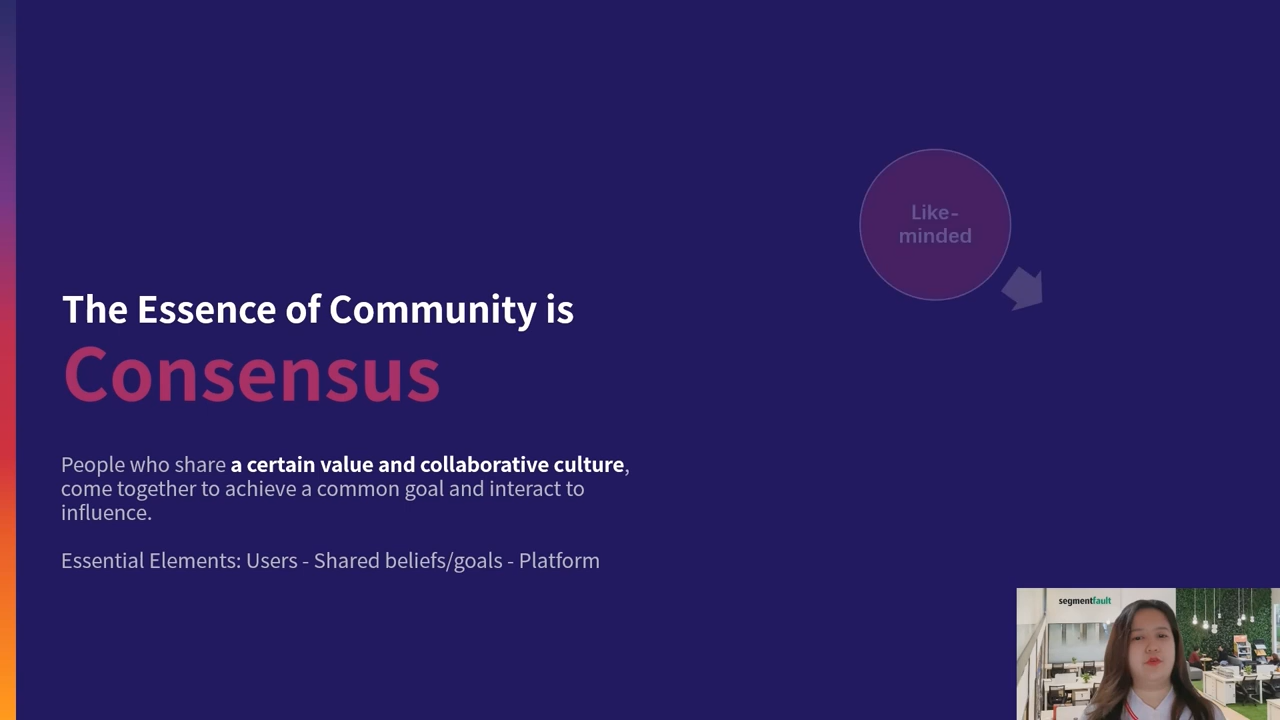 The Essence of Community is
Consensus
People who share a certain value and collaborative culture,
come together to achieve a common goal and interact to
influence.
Essential Elements: Users - Shared beliefs/goals - Platform
Like-
minded
segmentfault